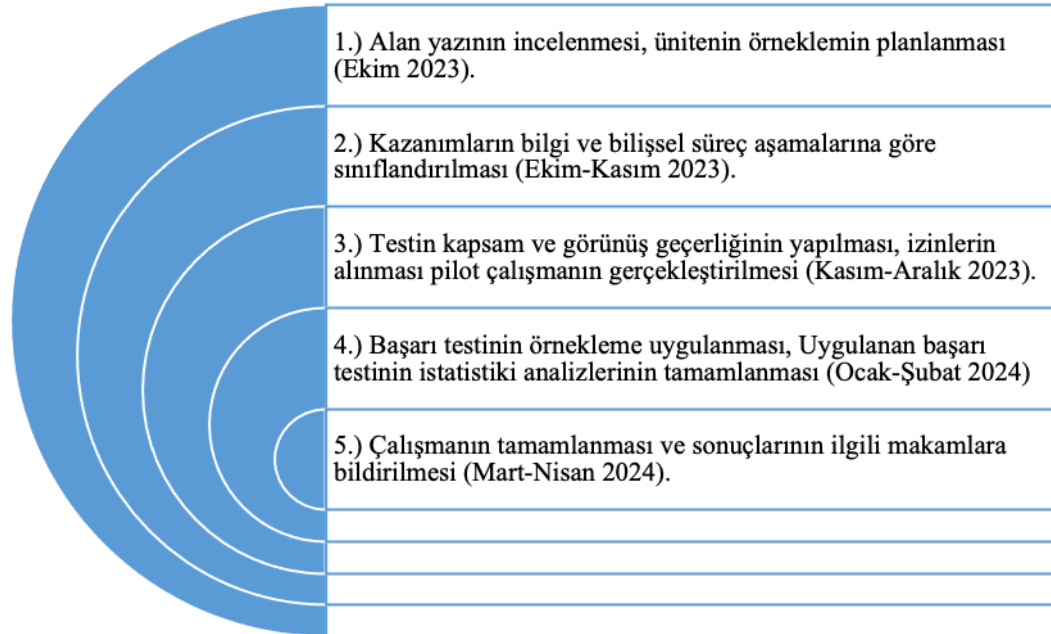 1.) Alan yazının incelenmesi, ünitenin örneklemin planlanması
(Ekim 2023).
2.) Kazanımların bilgi ve bilişsel süreç aşamalarına göre
sınıflandırılması (Ekim-Kasım 2023).
3.) Testin kapsam ve görünüş geçerliğinin yapılması, izinlerin
alınması pilot çalışmanın gerçekleştirilmesi (Kasım-Aralık 2023).
4.) Başarı testinin örnekleme uygulanması, Uygulanan başarı
testinin istatistiki analizlerinin tamamlanması (Ocak-Şubat 2024)
5.) Çalışmanın tamamlanması ve sonuçlarının ilgili makamlara
bildirilmesi (Mart-Nisan 2024).